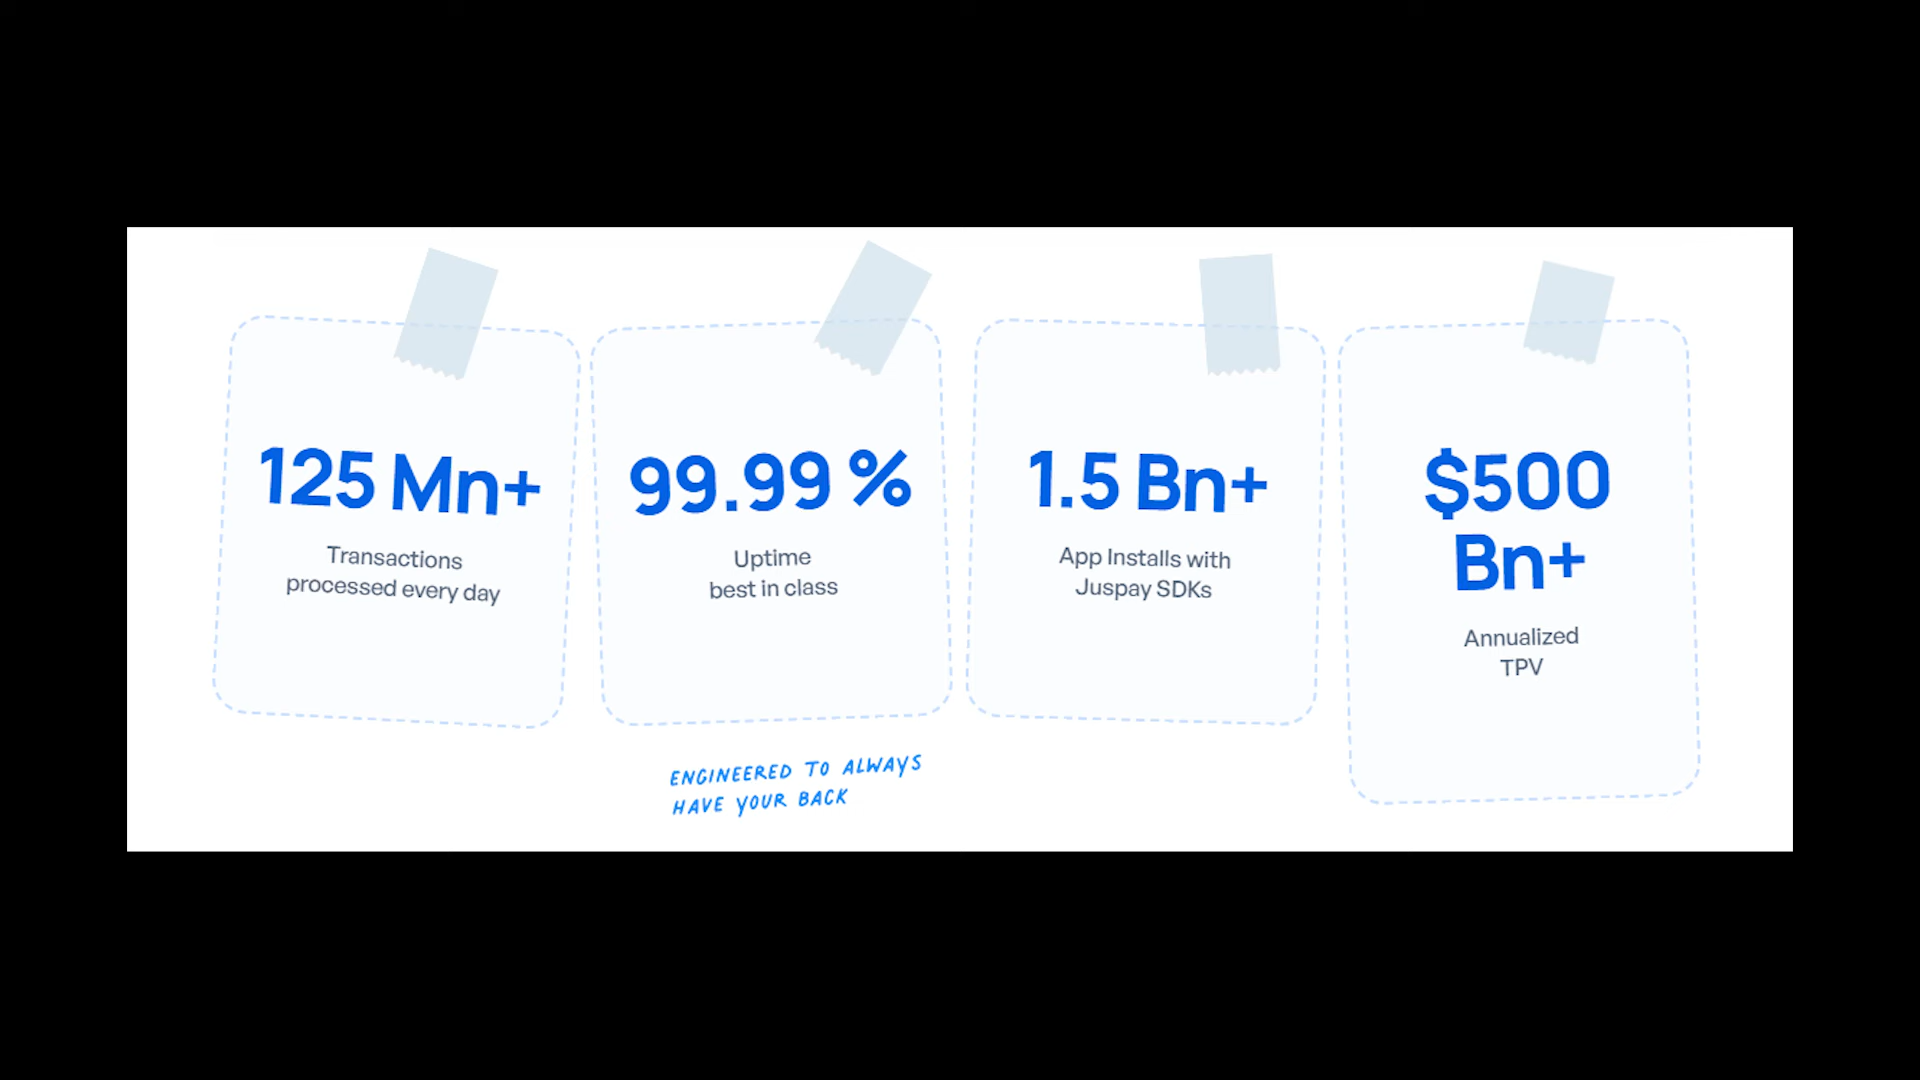 125 Mn+
Transactions
processed every day
99.99 %
Uptime
best in class
ENGINEERED TO ALWAYS
HAVE YOUR BACK
1.5 Bn+
App Installs with
Juspay SDKs
$500
Bn+
Annualized
TPV